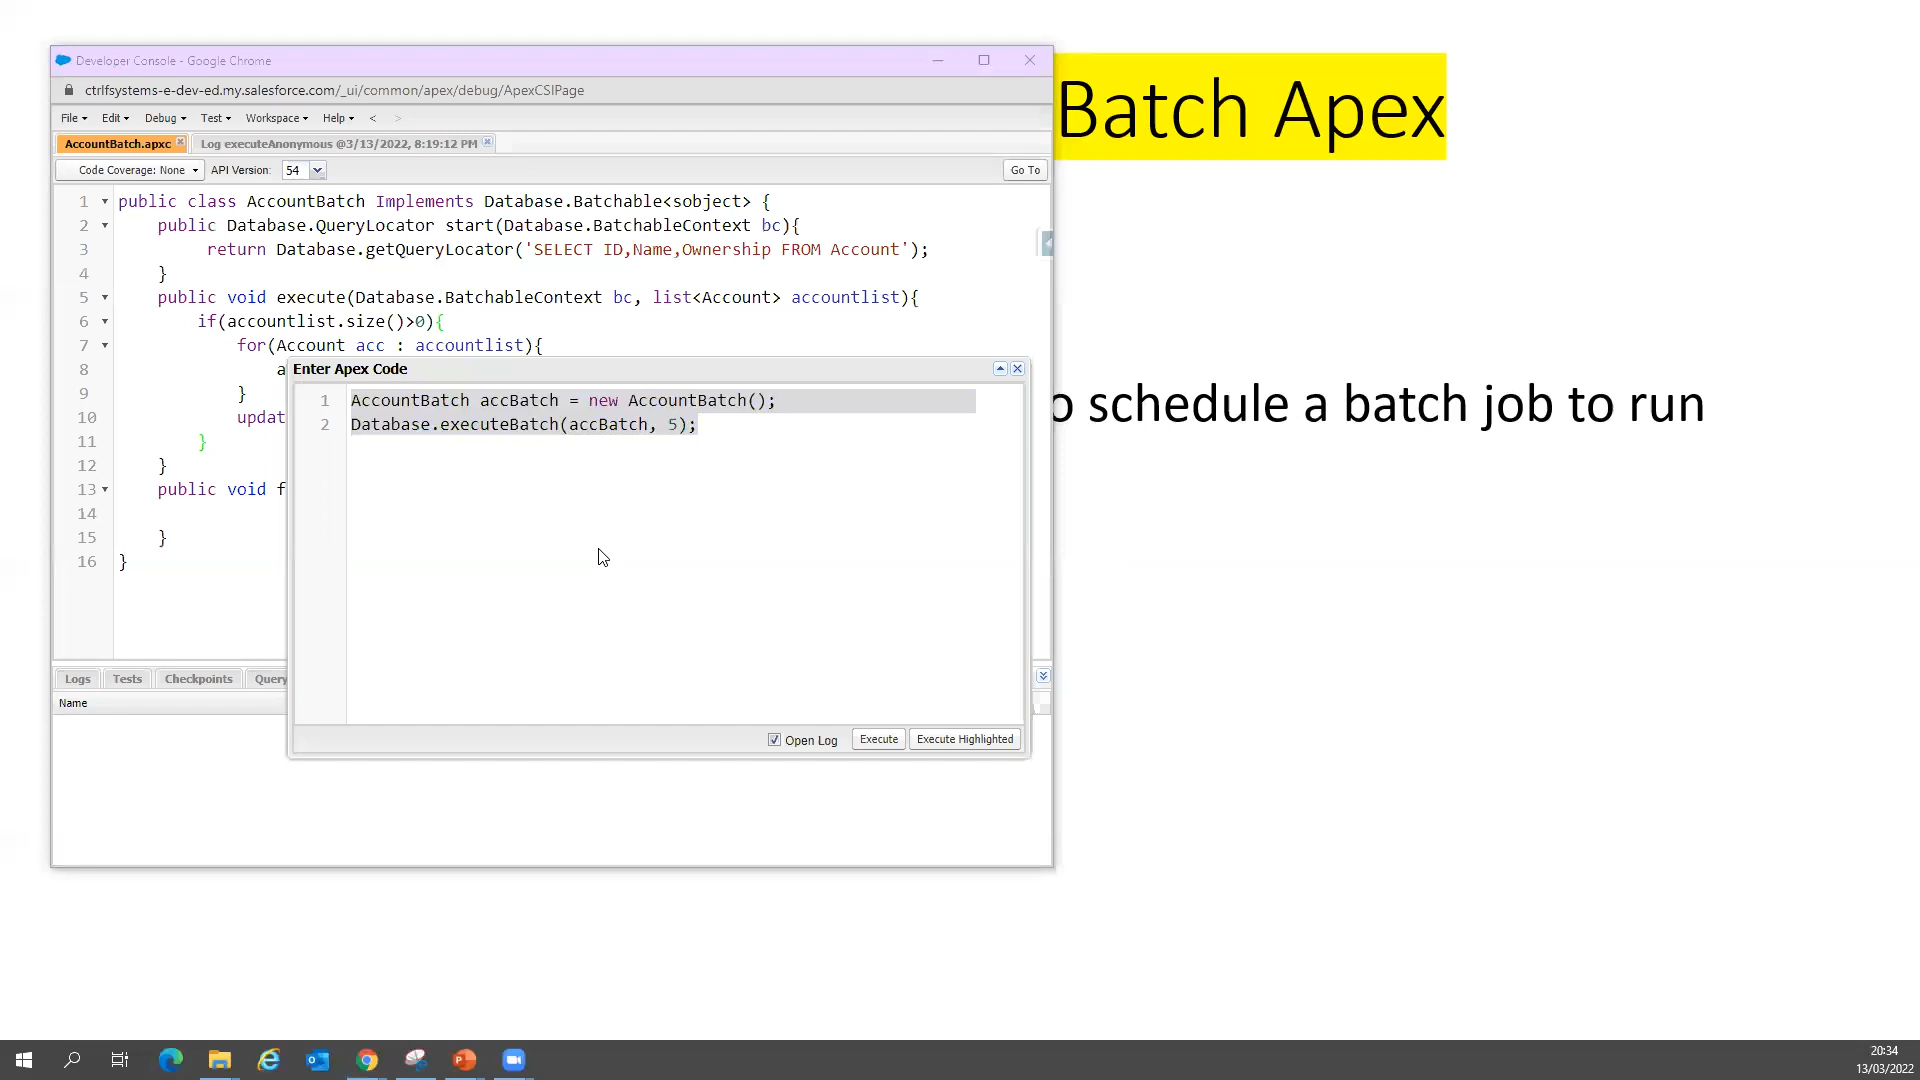 Developer Console - Google Chrome
ctrlfsystems-e-dev-ed.my.salesforce.com/_ui/common/apex/debug/ApexCSIPage
File Edit Debug Test Workspace Help < >
AccountBatch.apxc Log executeAnonymous @3/13/2022, 8:19:12 PM
Code Coverage: None API Version: 54 Go To
1 public class AccountBatch Implements Database.Batchable<sobject> {
2 public Database.QueryLocator start(Database.BatchableContext bc){
3 return Database.getQueryLocator('SELECT ID,Name,Ownership FROM Account');
4 }
5 public void execute(Database.BatchableContext bc, list<Account> accountlist){
6 if(accountlist.size()>0){
7 for(Account acc : accountlist){
8 a
9 }
10 updat
11 }
12 }
13 public void f
14
15 }
16 }
Enter Apex Code
1 AccountBatch accBatch = new AccountBatch();
2 Database.executeBatch(accBatch, 5);
Open Log Execute Execute Highlighted
Logs Tests Checkpoints Query
Name
Batch Apex
o schedule a batch job to run
20:34
13/03/2022